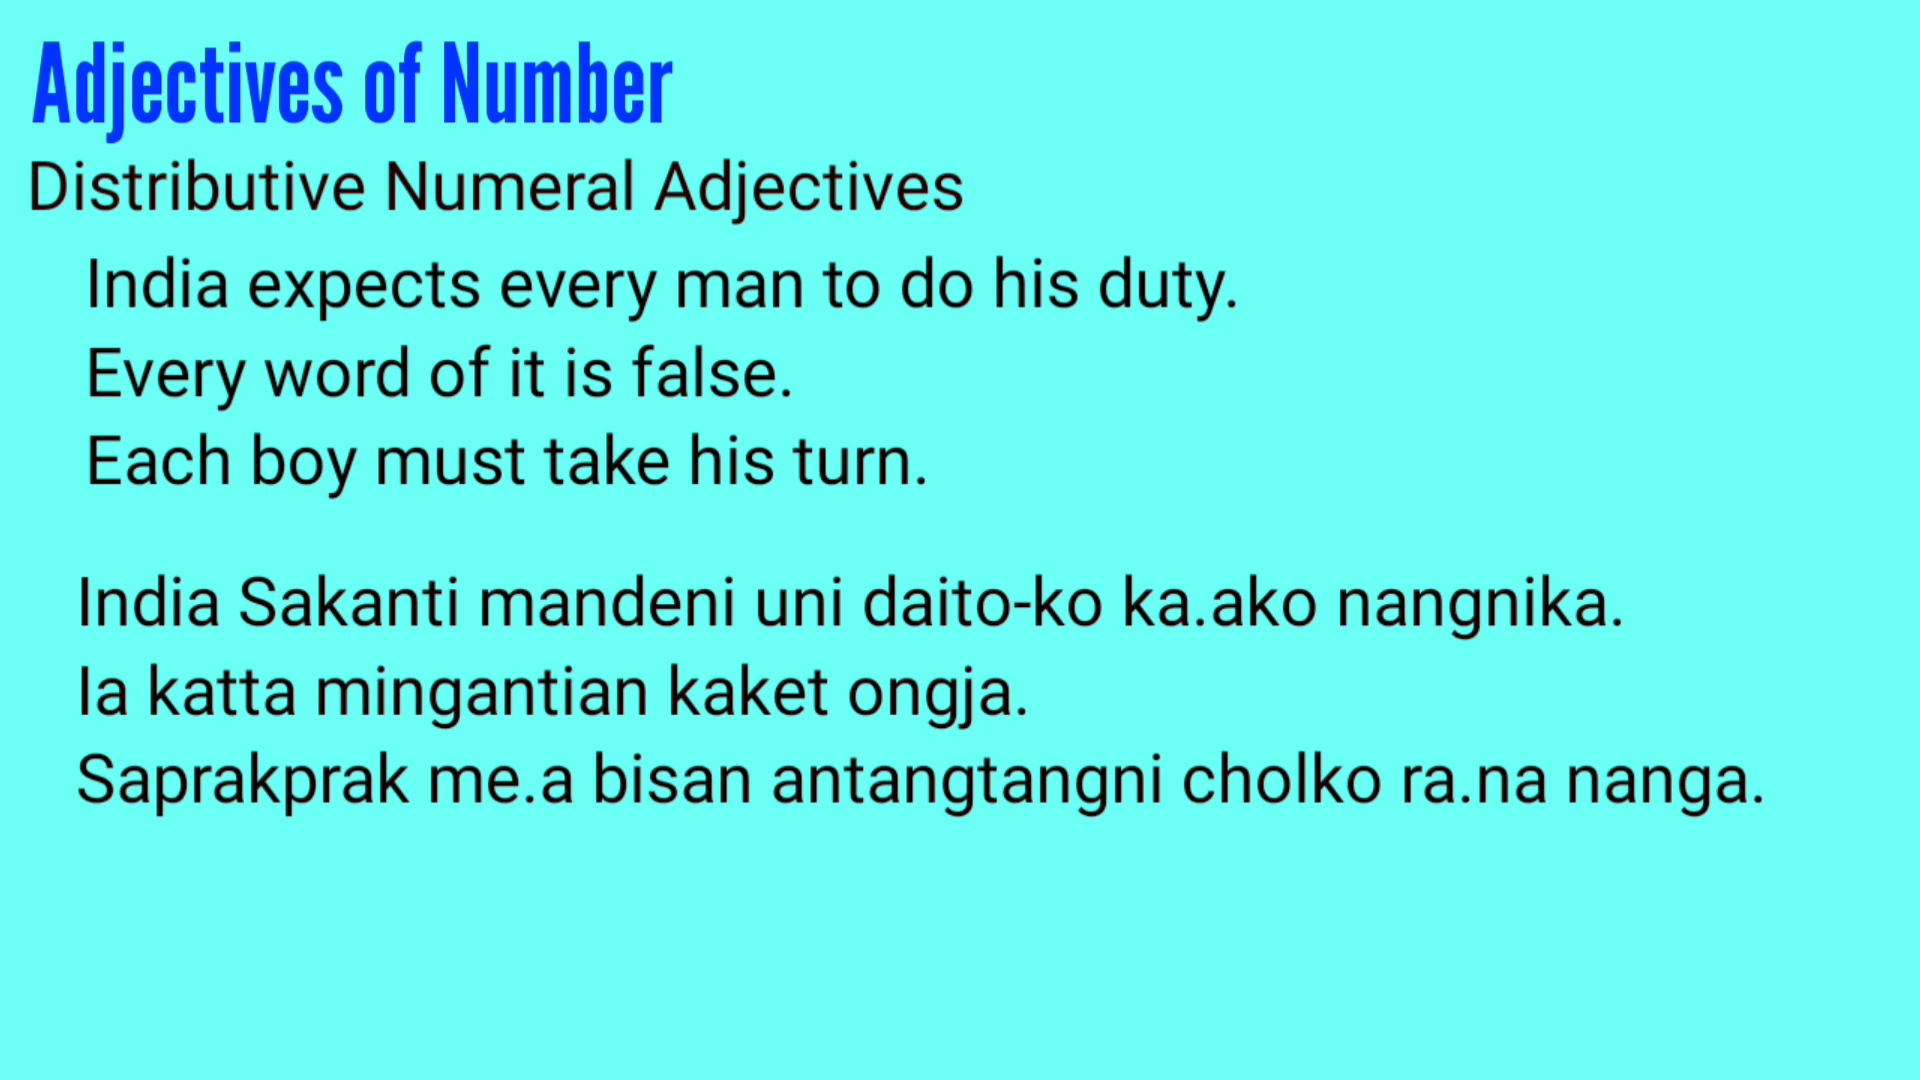 Adjectives of Number
Distributive Numeral Adjectives
India expects every man to do his duty.
Every word of it is false.
Each boy must take his turn.
India Sakanti mandeni uni daito-ko ka.ako nangnika.
Ia katta mingantian kaket ongja.
Saprakprak me.a bisan antangtangni cholko ra.na nanga.